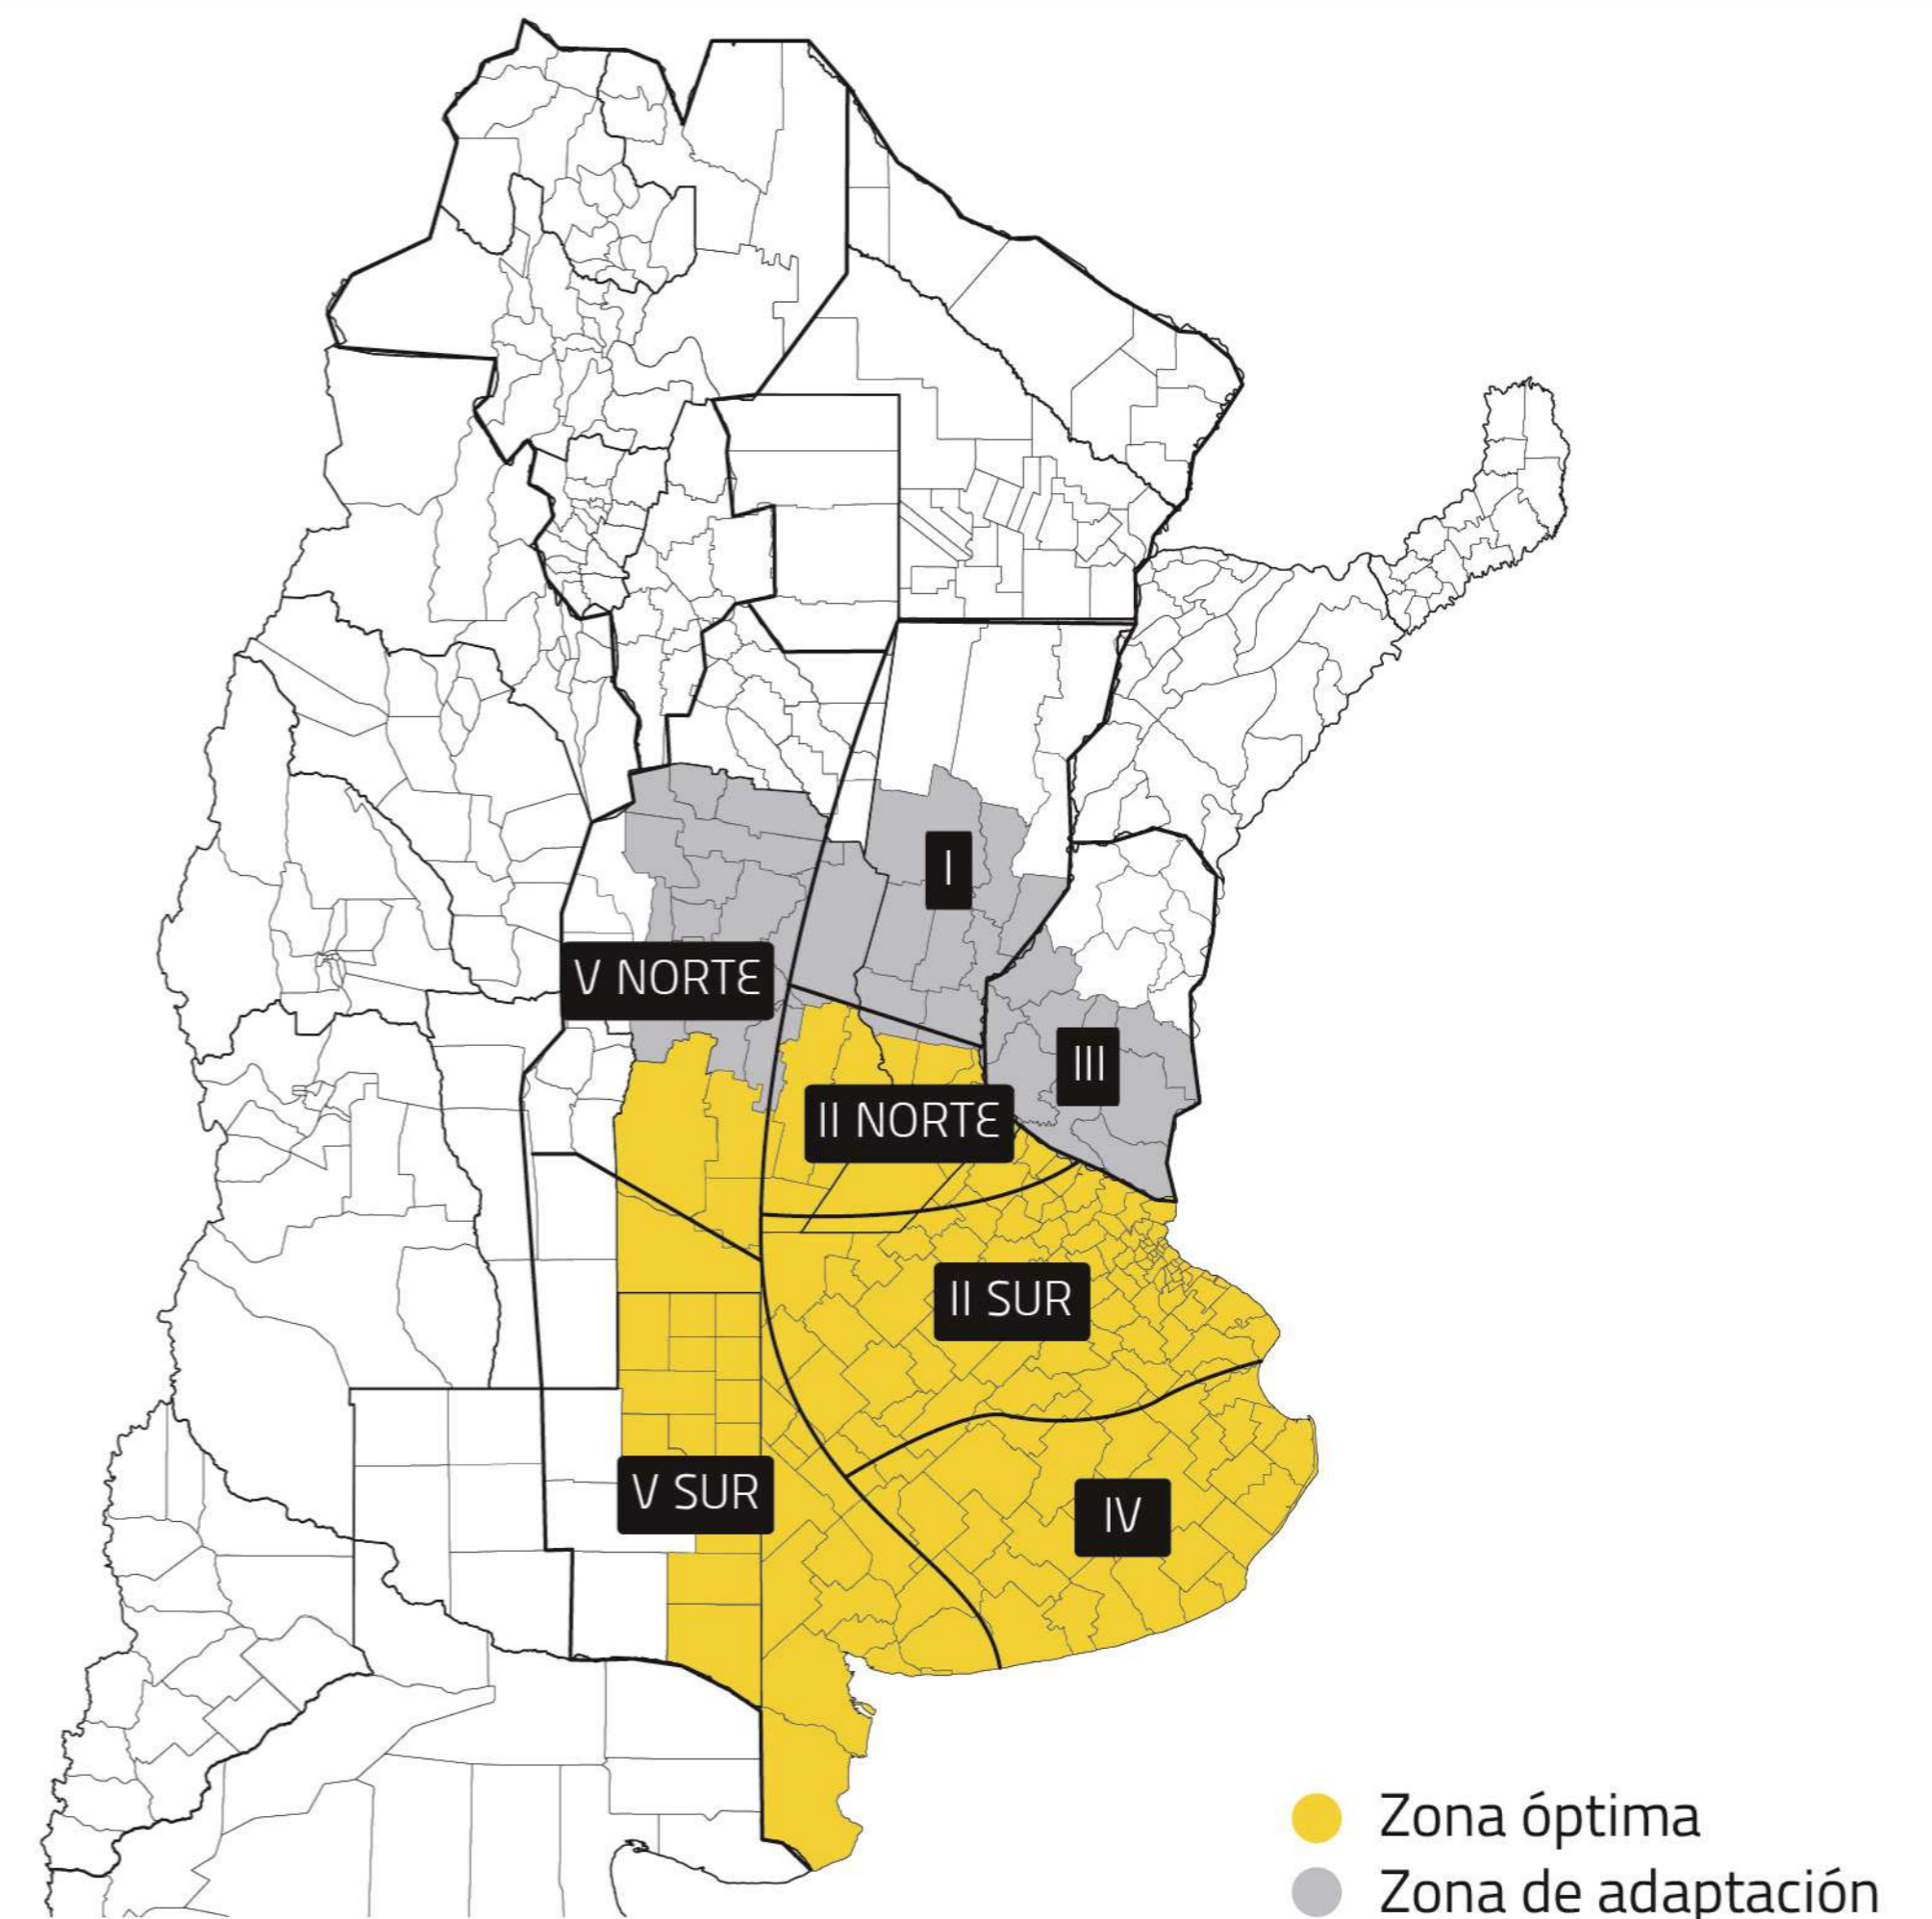 I
V NORTE
III
II NORTE
II SUR
V SUR
IV
Zona óptima
Zona de adaptación